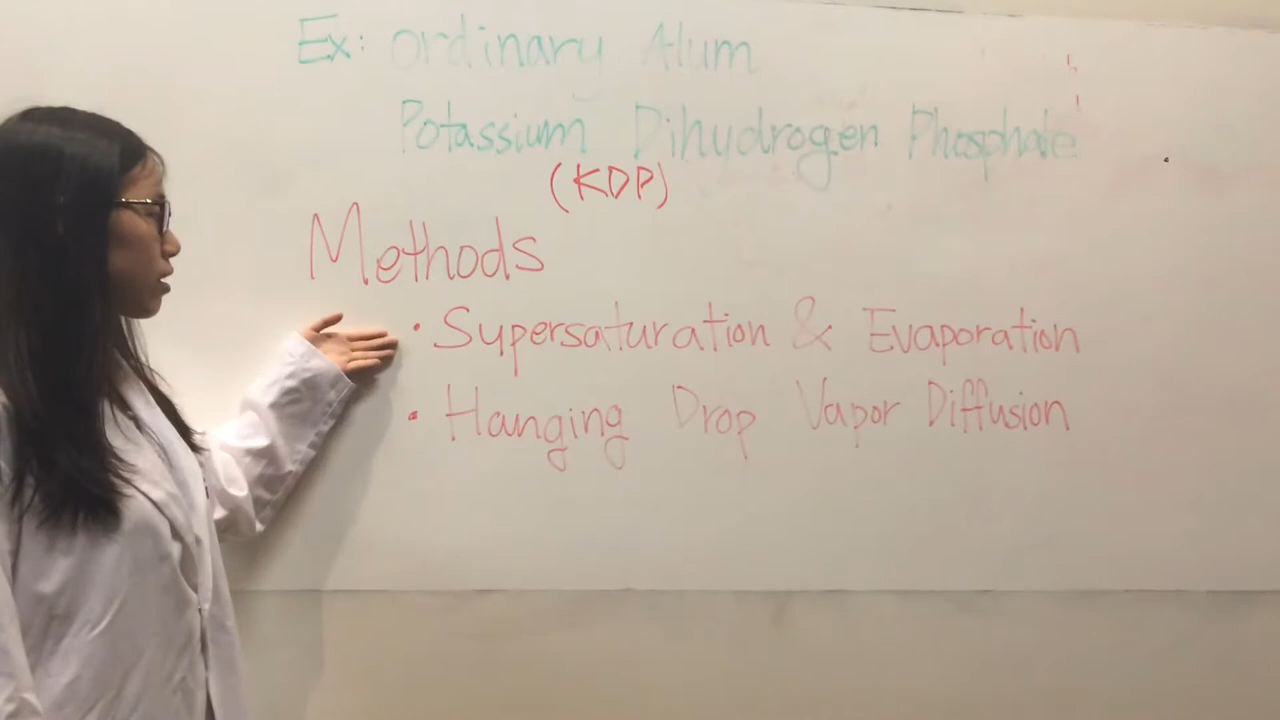 Ex: ordinary Alum
Potassium Dihydrogen Phosphate
(KDP)
Methods
• Supersaturation & Evaporation
• Hanging Drop Vapor Diffusion